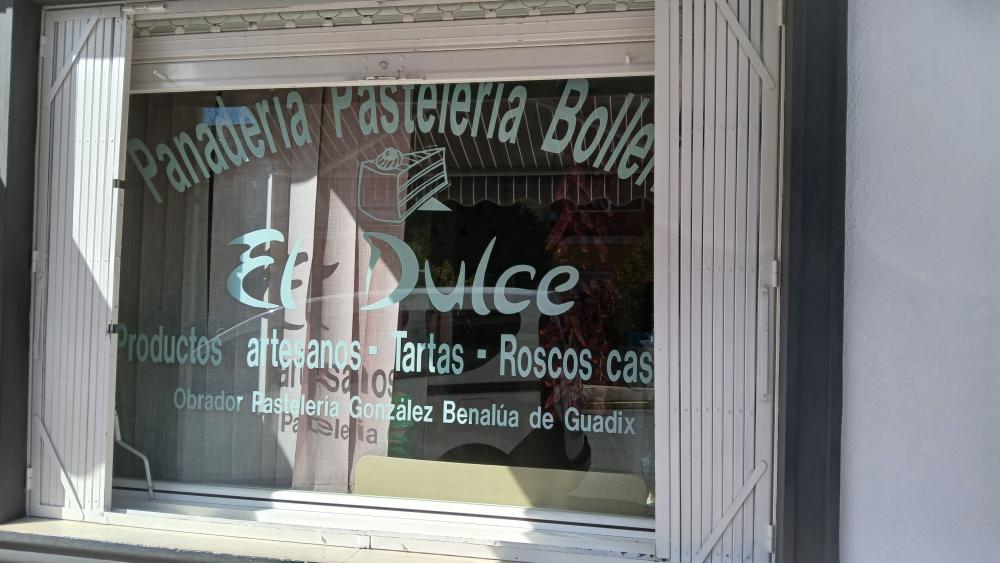 Panadería Pastelería Boller
El Dulce
Productos artesanos - Tartas - Roscos cas
Obrador Pastelería González Benalúa de Guadix